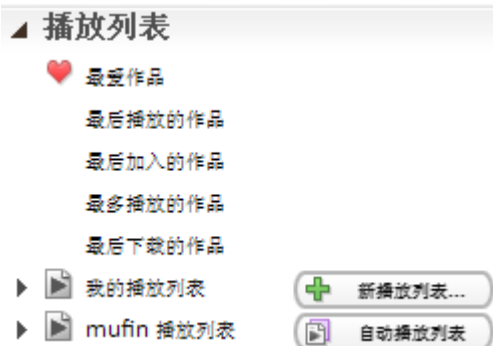 播放列表
最爱作品
最后播放的作品
最后加入的作品
最多播放的作品
最后下载的作品
我的播放列表 新播放列表...
mufin 播放列表 自动播放列表